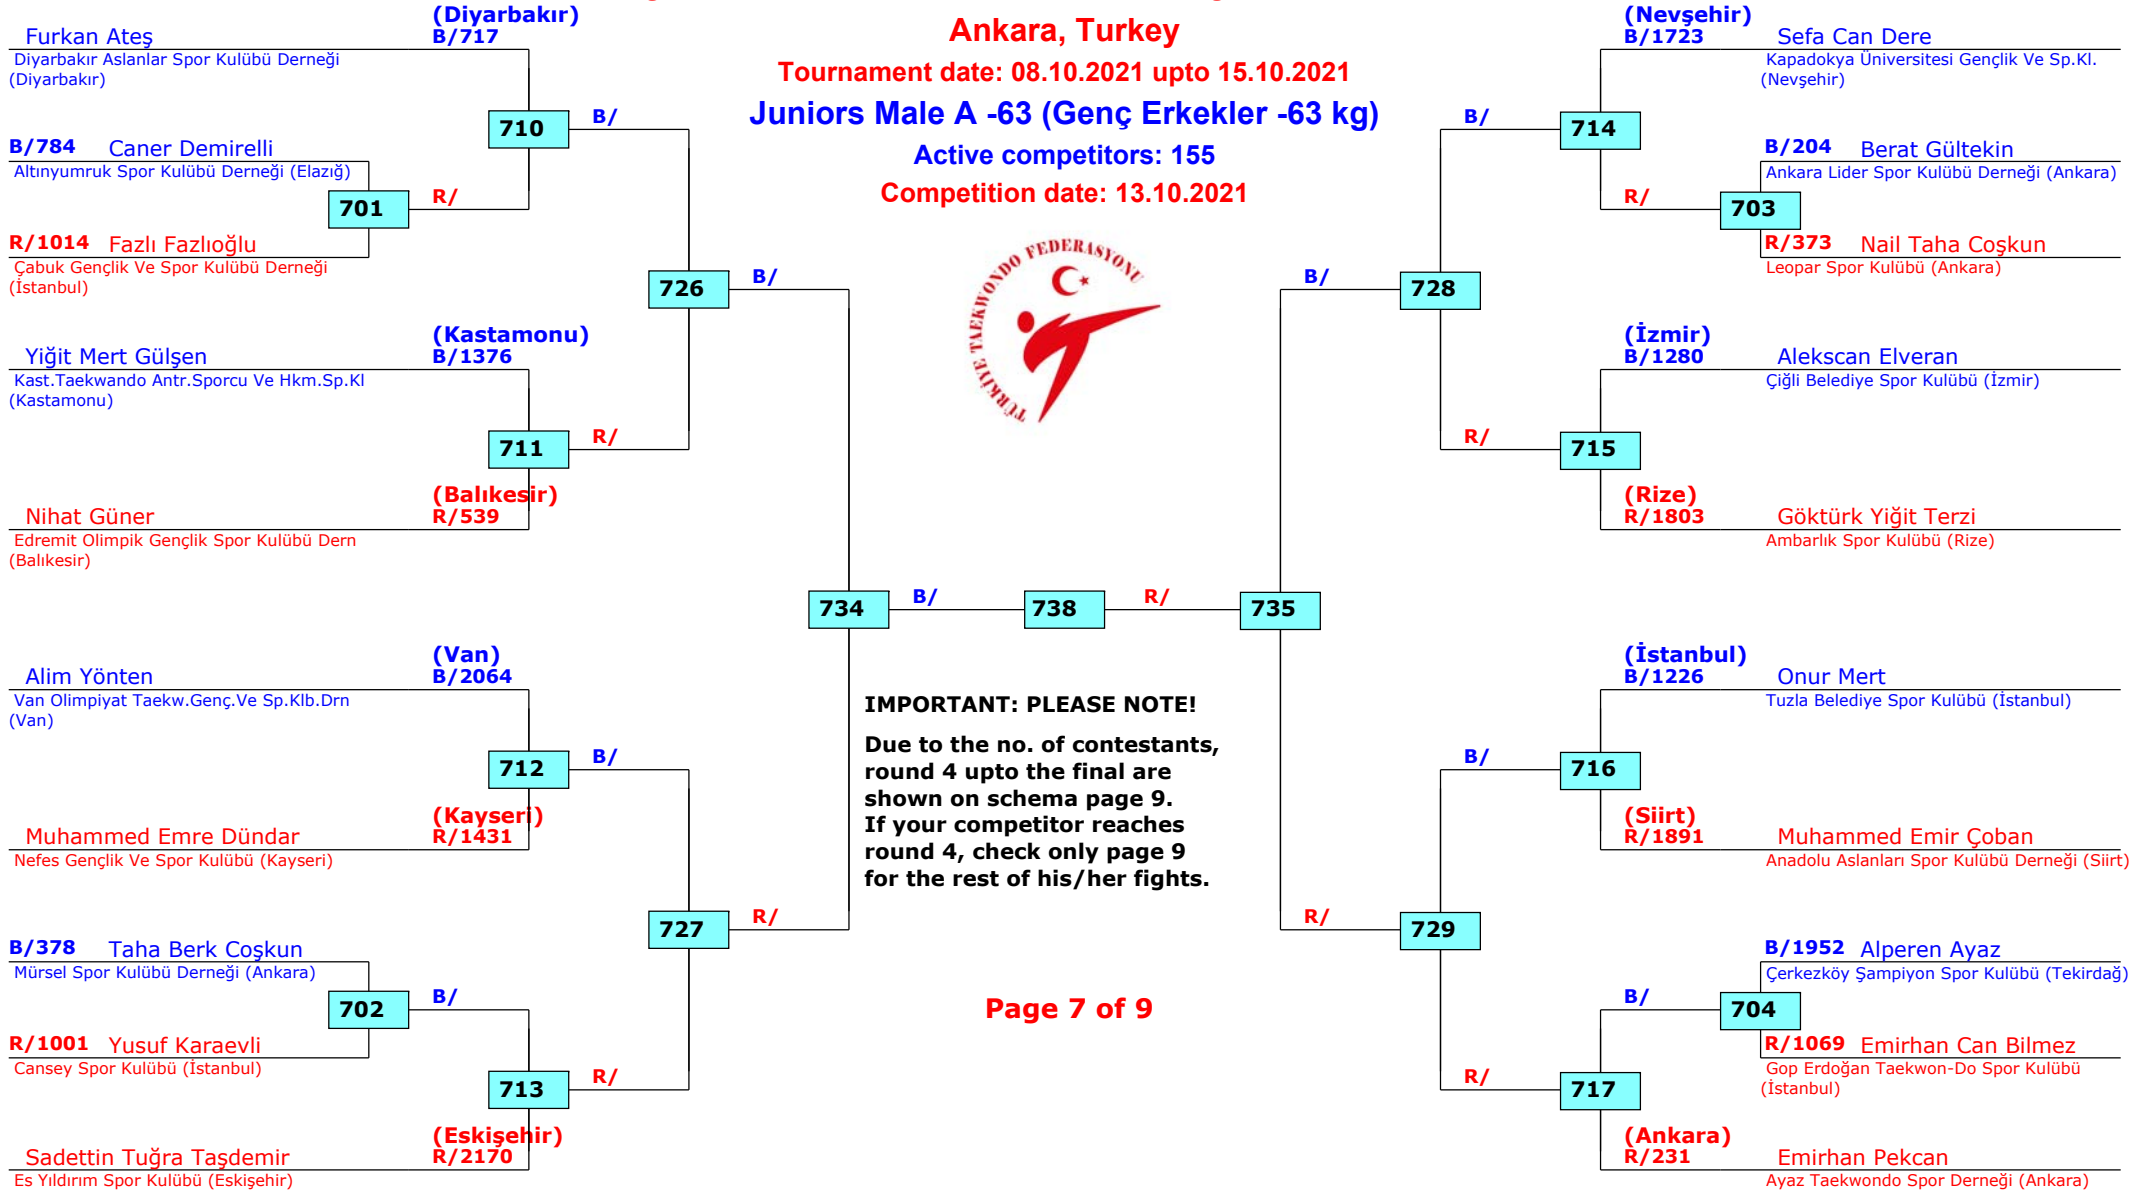 Ankara, Turkey
Tournament date: 08.10.2021 upto 15.10.2021
Juniors Male A -63 (Genç Erkekler -63 kg)
Active competitors: 155
Competition date: 13.10.2021
TÜRKİYE TAEKWONDO FEDERASYONU
(Diyarbakır)
Furkan Ateş B/717
Diyarbakır Aslanlar Spor Kulübü Derneği
(Diyarbakır)
710 B/
B/784 Caner Demirelli
Altınyumruk Spor Kulübü Derneği (Elazığ)
701 R/
R/1014 Fazlı Fazlıoğlu
Çabuk Gençlik Ve Spor Kulübü Derneği
(İstanbul)
726 B/
(Kastamonu)
Yiğit Mert Gülşen B/1376
Kast.Taekwando Antr.Sporcu Ve Hkm.Sp.Kl
(Kastamonu)
711 R/
(Balıkesir)
Nihat Güner R/539
Edremit Olimpik Gençlik Spor Kulübü Dern
(Balıkesir)
734 B/ 738 R/ 735
(Van)
Alim Yönten B/2064
Van Olimpiyat Taekw.Genç.Ve Sp.Klb.Drn
(Van)
712 B/
(Kayseri)
Muhammed Emre Dündar R/1431
Nefes Gençlik Ve Spor Kulübü (Kayseri)
727 R/
B/378 Taha Berk Coşkun
Mürsel Spor Kulübü Derneği (Ankara)
702 B/
R/1001 Yusuf Karaevli
Cansey Spor Kulübü (İstanbul)
713 R/
(Eskişehir)
Sadettin Tuğra Taşdemir R/2170
Es Yıldırım Spor Kulübü (Eskişehir)
IMPORTANT: PLEASE NOTE!
Due to the no. of contestants,
round 4 upto the final are
shown on schema page 9.
If your competitor reaches
round 4, check only page 9
for the rest of his/her fights.
Page 7 of 9
(Nevşehir)
B/1723 Sefa Can Dere
Kapadokya Üniversitesi Gençlik Ve Sp.Kl.
(Nevşehir)
B/ 714
B/204 Berat Gültekin
Ankara Lider Spor Kulübü Derneği (Ankara)
R/ 703
R/373 Nail Taha Coşkun
Leopar Spor Kulübü (Ankara)
B/ 728
(İzmir)
B/1280 Alekscan Elveran
Çiğli Belediye Spor Kulübü (İzmir)
R/ 715
(Rize)
R/1803 Göktürk Yiğit Terzi
Ambarlık Spor Kulübü (Rize)
(İstanbul)
B/1226 Onur Mert
Tuzla Belediye Spor Kulübü (İstanbul)
B/ 716
(Siirt)
R/1891 Muhammed Emir Çoban
Anadolu Aslanları Spor Kulübü Derneği (Siirt)
R/ 729
B/1952 Alperen Ayaz
Çerkezköy Şampiyon Spor Kulübü (Tekirdağ)
B/ 704
R/1069 Emirhan Can Bilmez
Gop Erdoğan Taekwon-Do Spor Kulübü
(İstanbul)
R/ 717
(Ankara)
R/231 Emirhan Pekcan
Ayaz Taekwondo Spor Derneği (Ankara)